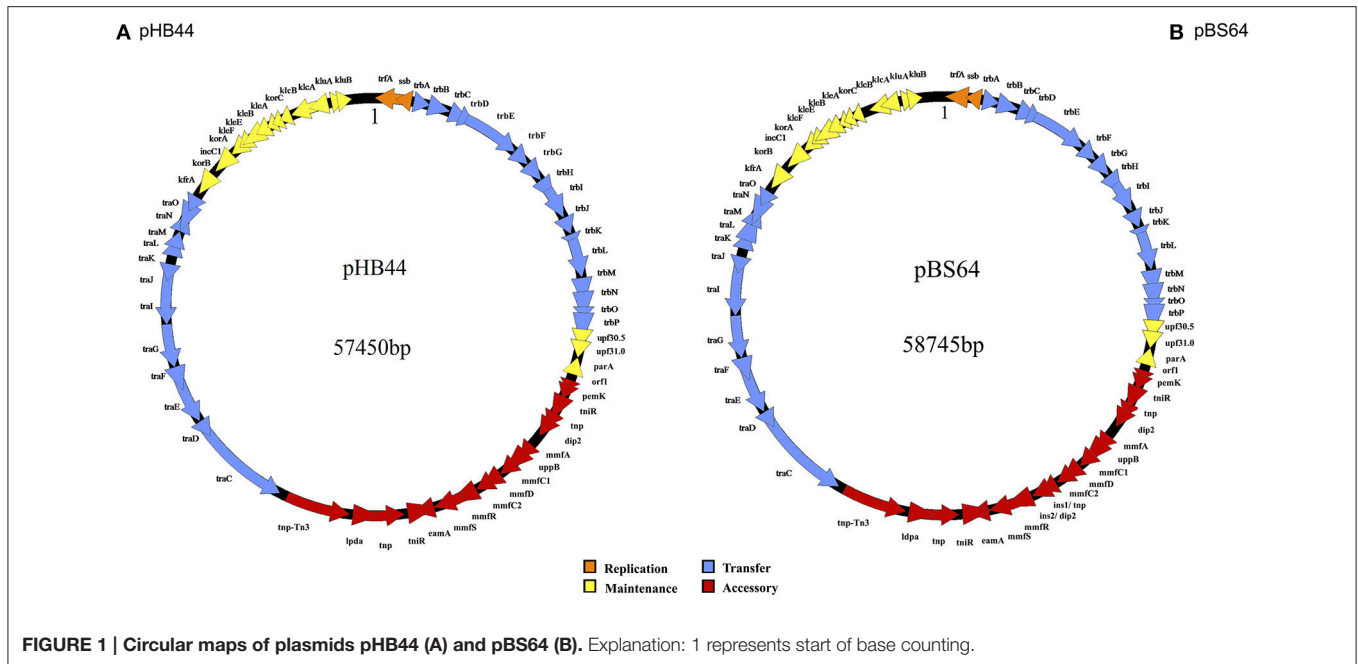 A pHB44
trfA
ssb
trbA
trbB
trbC
trbD
trbE
trbF
trbG
trbH
trbI
trbJ
trbK
trbL
trbM
trbN
trbO
trbP
upf30.5
upf31.0
parA
orf1
pemK
tniR
tnp
dip2
mmfA
uppB
mmfC1
mmfD
mmfC2
mmfR
mmfS
eamA
tniR
tnp
lpda
tnp-Tn3
traC
traD
traE
traF
traG
traI
traJ
traK
traL
traM
traN
traO
kfrA
korB
incC1
korA
kleF
kleE
kleB
kleA
korC
klcB
klcA
kluA
kluB
1
pHB44
57450bp
B pBS64
trfA
ssb
trbA
trbB
trbC
trbD
trbE
trbF
trbG
trbH
trbI
trbJ
trbK
trbL
trbM
trbN
trbO
trbP
upf30.5
upf31.0
parA
orf1
pemK
tniR
tnp
dip2
mmfA
uppB
mmfC1
mmfD
mmfC2
ins1/ tnp
ins2/ dip2
mmfR
mmfS
eamA
tniR
tnp
ldpa
tnp-Tn3
traC
traD
traE
traF
traG
traI
traJ
traK
traL
traM
traN
traO
kfrA
korB
incC1
korA
kleF
kleE
kleB
kleA
korC
klcB
klcA
kluA
kluB
1
pBS64
58745bp
Replication
Transfer
Maintenance
Accessory
FIGURE 1 | Circular maps of plasmids pHB44 (A) and pBS64 (B). Explanation: 1 represents start of base counting.